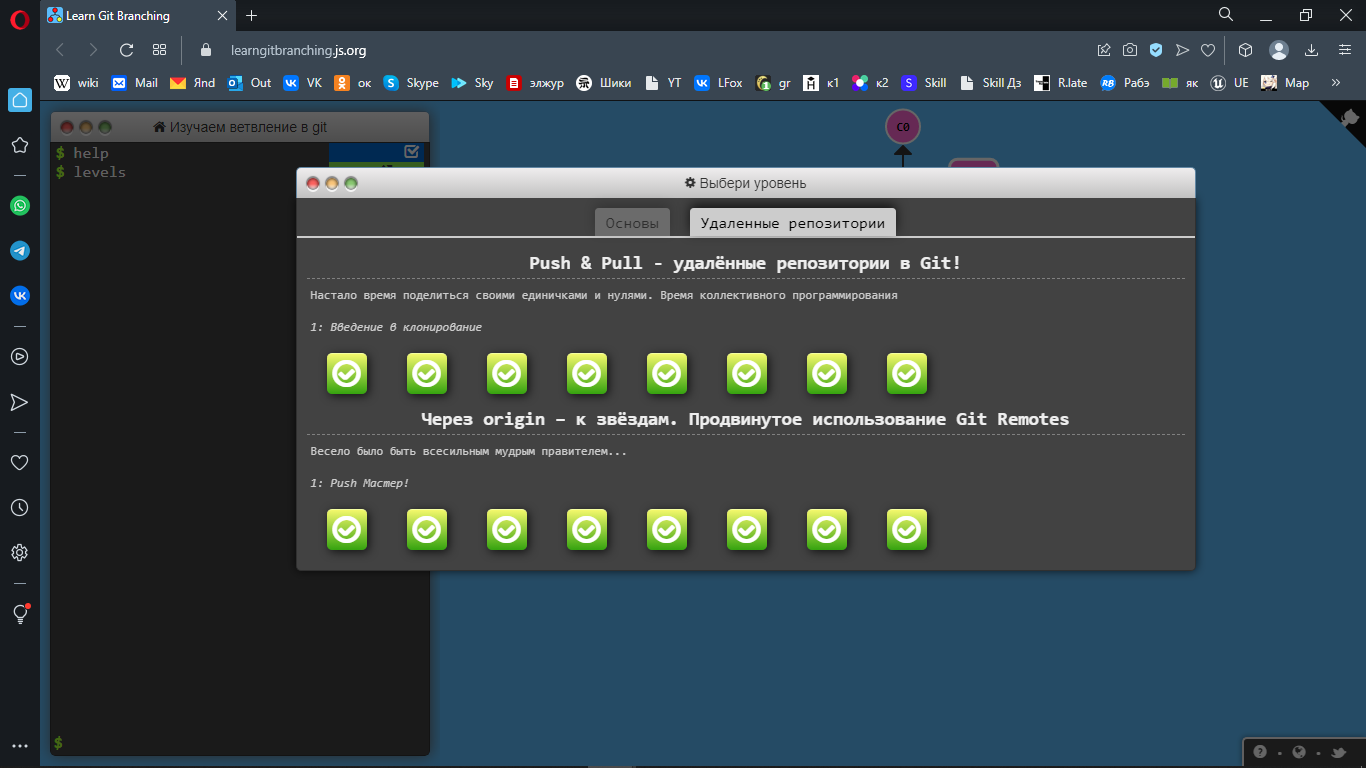 Learn Git Branching
learngitbranching.js.org
wiki Mail Яnd Out VK ок Skype Sky элжур Шики YT LFox gr к1 к2 Skill Skill Дз R.late Рабэ як UE Map »
Изучаем ветвление в git
C0
$ help
$ levels
Выбери уровень
Основы Удаленные репозитории
Push & Pull - удалённые репозитории в Git!
Настало время поделиться своими единичками и нулями. Время коллективного программирования
1: Введение в клонирование
Через origin – к звёздам. Продвинутое использование Git Remotes
Весело было быть всесильным мудрым правителем...
1: Push Мастер!
$